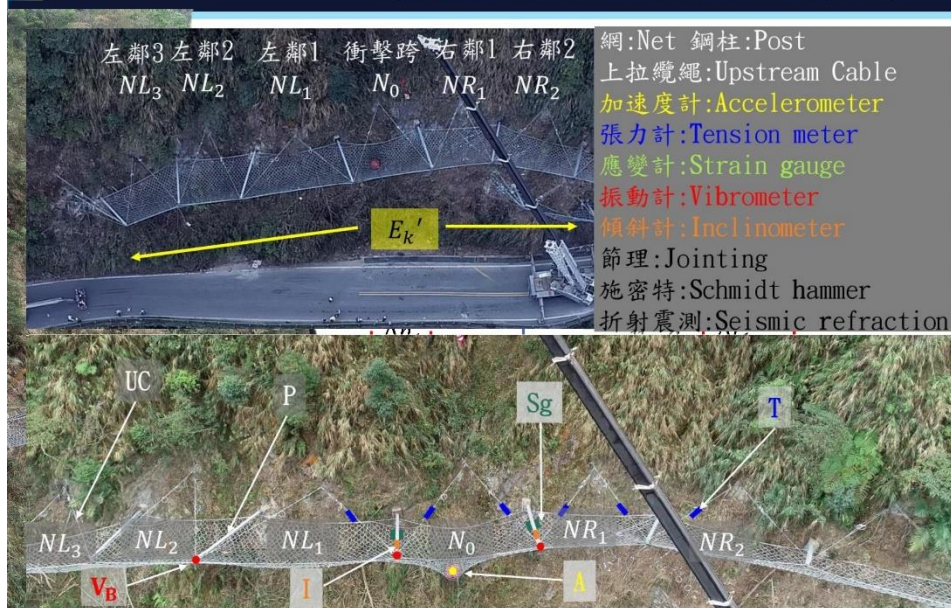 左鄰3 左鄰2 左鄰1 衝擊跨 右鄰1 右鄰2
NL₃ NL₂ NL₁ N₀ NR₁ NR₂
Eₖ′
網:Net 鋼柱:Post
上拉纜繩:Upstream Cable
加速度計:Accelerometer
張力計:Tension meter
應變計:Strain gauge
振動計:Vibrometer
傾斜計:Inclinometer
節理:Jointing
施密特:Schmidt hammer
折射震測:Seismic refraction
UC P Sg T
NL₃ NL₂ NL₁ N₀ NR₁ NR₂
V_B I A